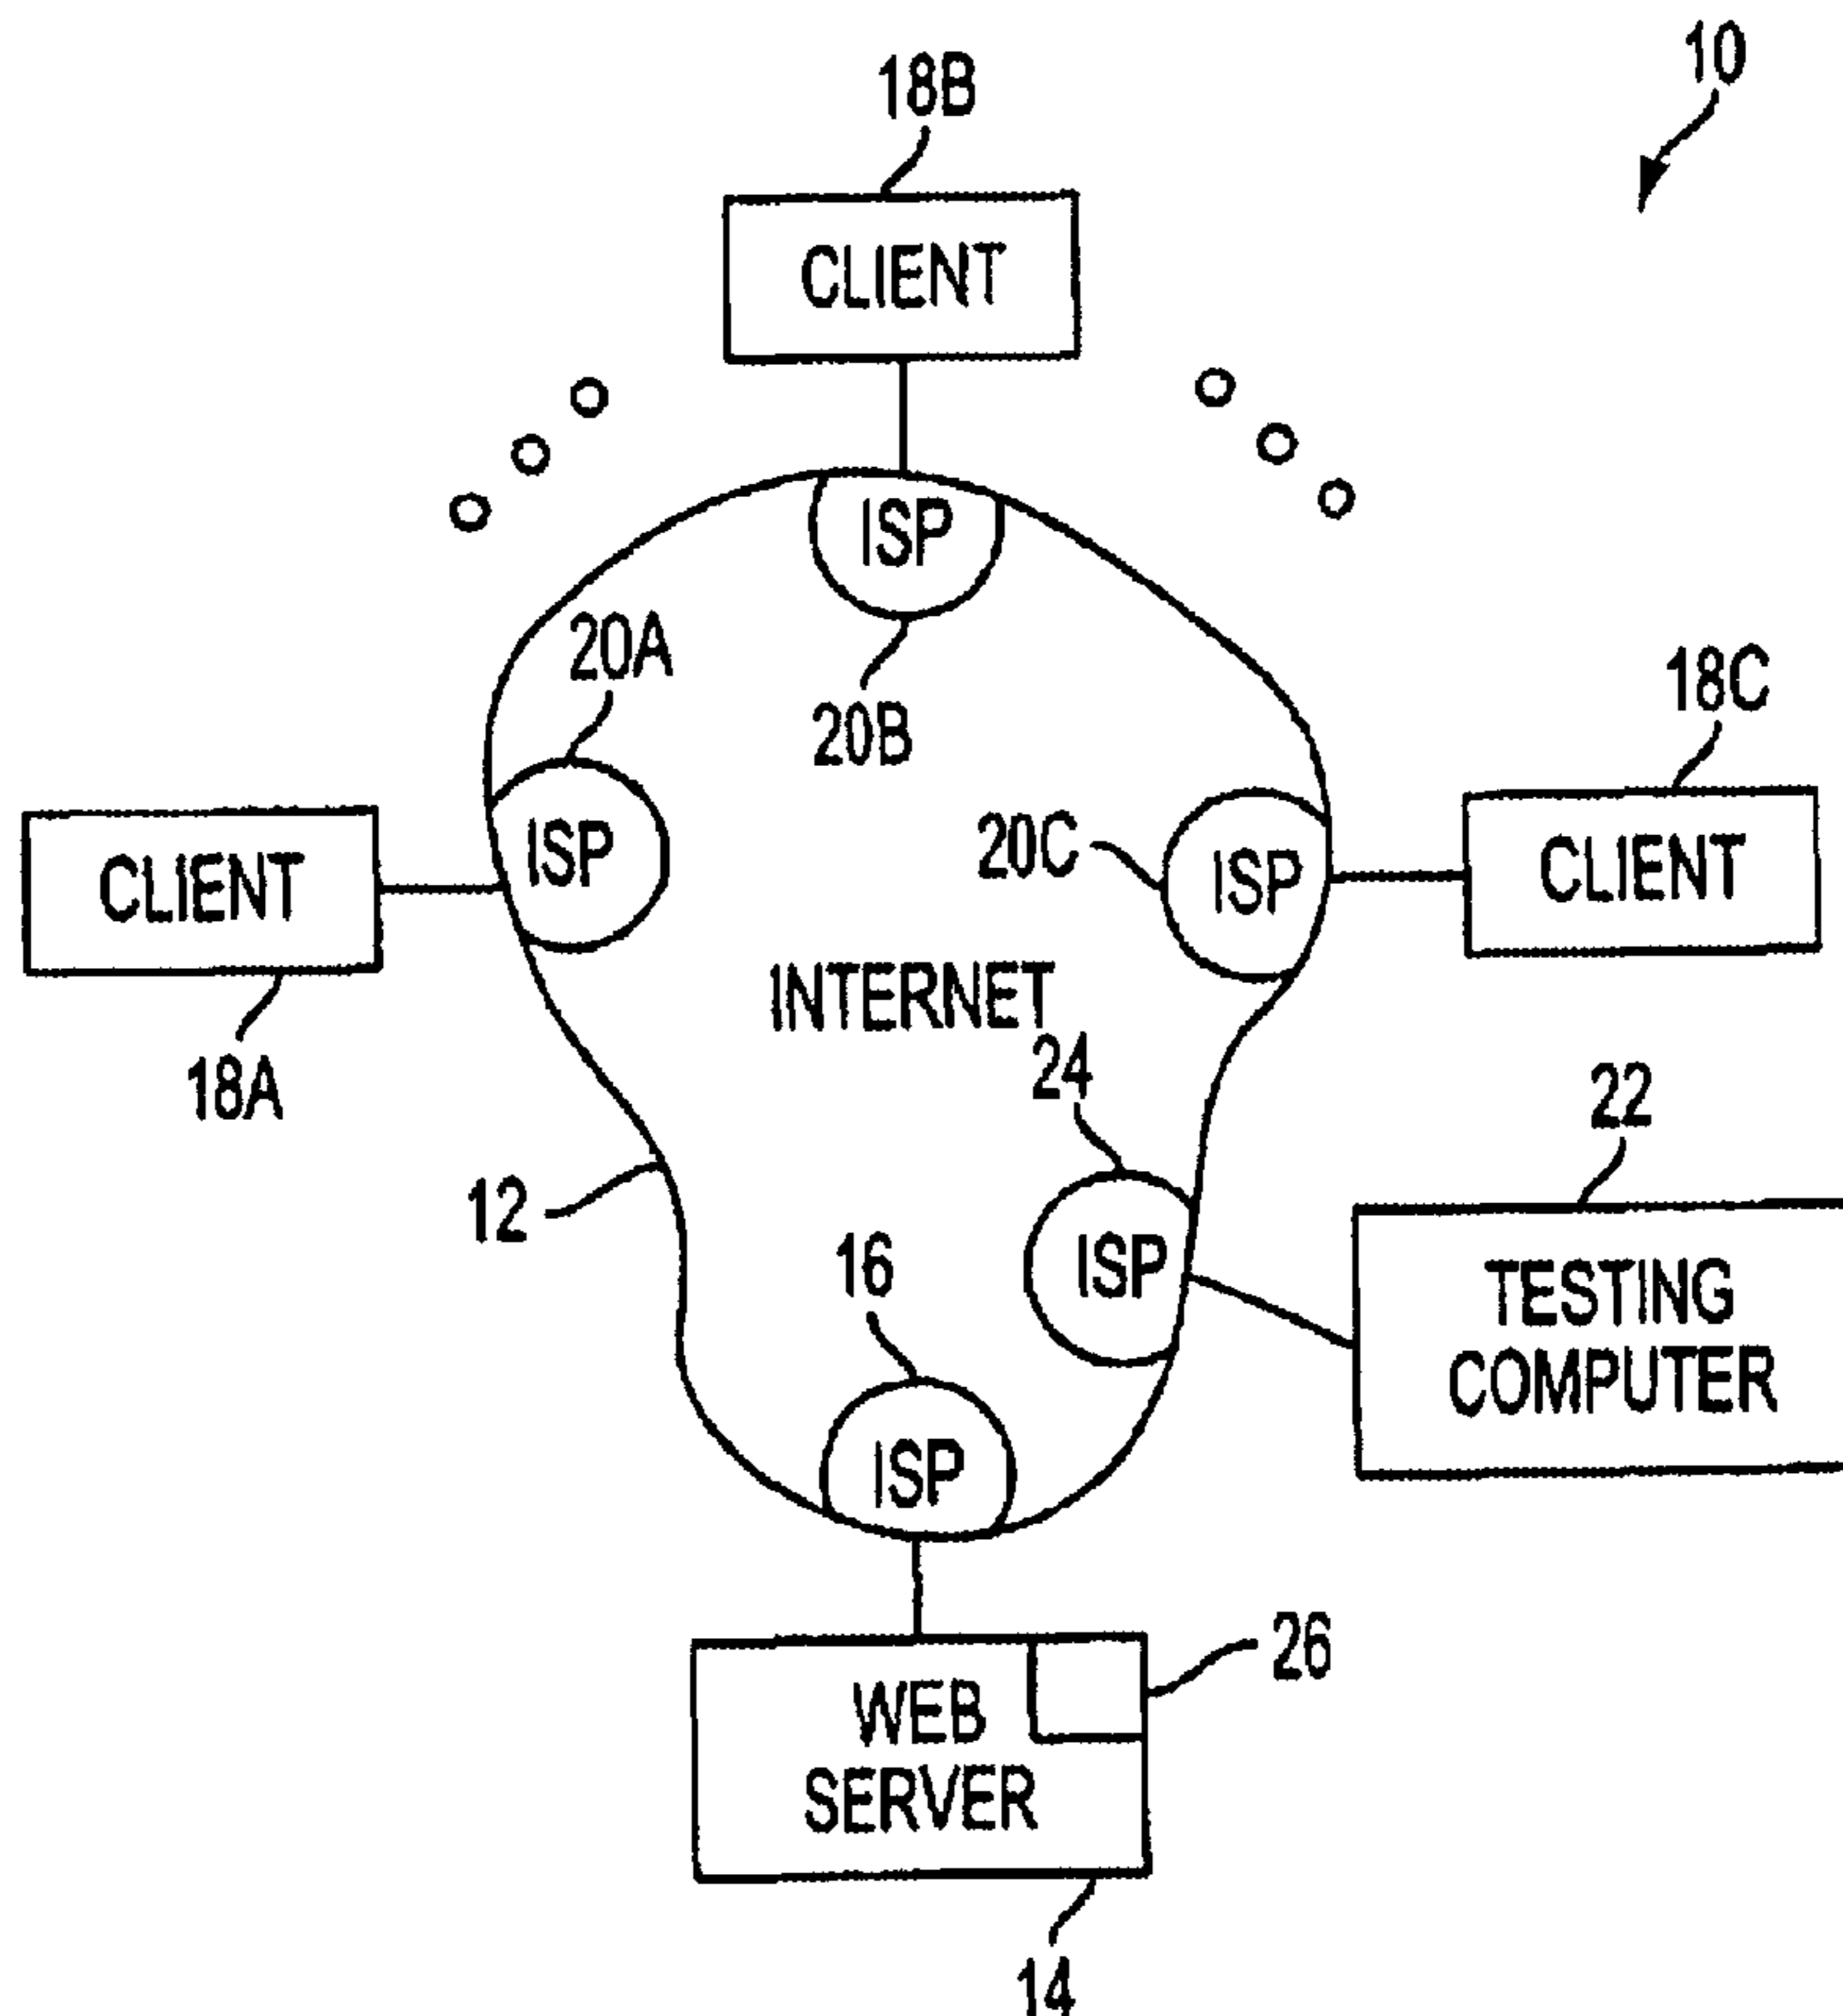 10
18B
CLIENT
ISP
20A
20B
18C
CLIENT
ISP
20C
ISP
CLIENT
INTERNET
18A
24
22
12
16
ISP
TESTING
COMPUTER
ISP
26
WEB
SERVER
14